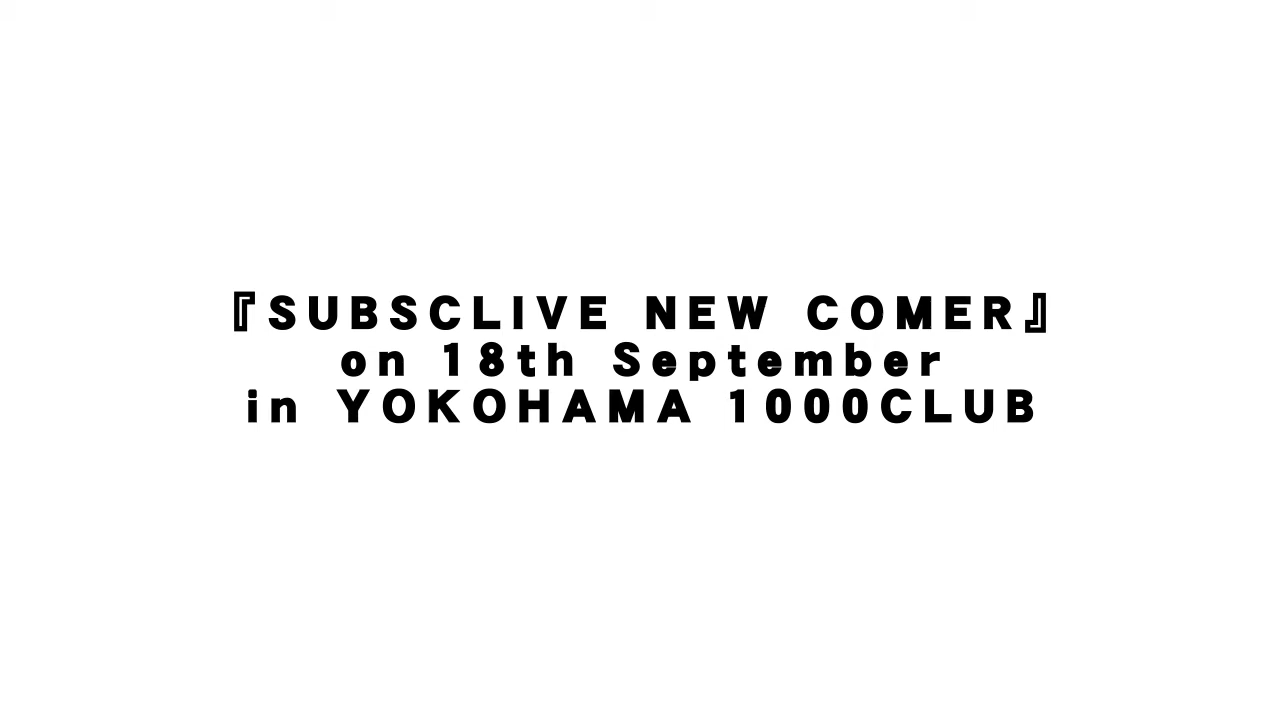 『SUBSCLIVE NEW COMER』
on 18th September
in YOKOHAMA 1000CLUB